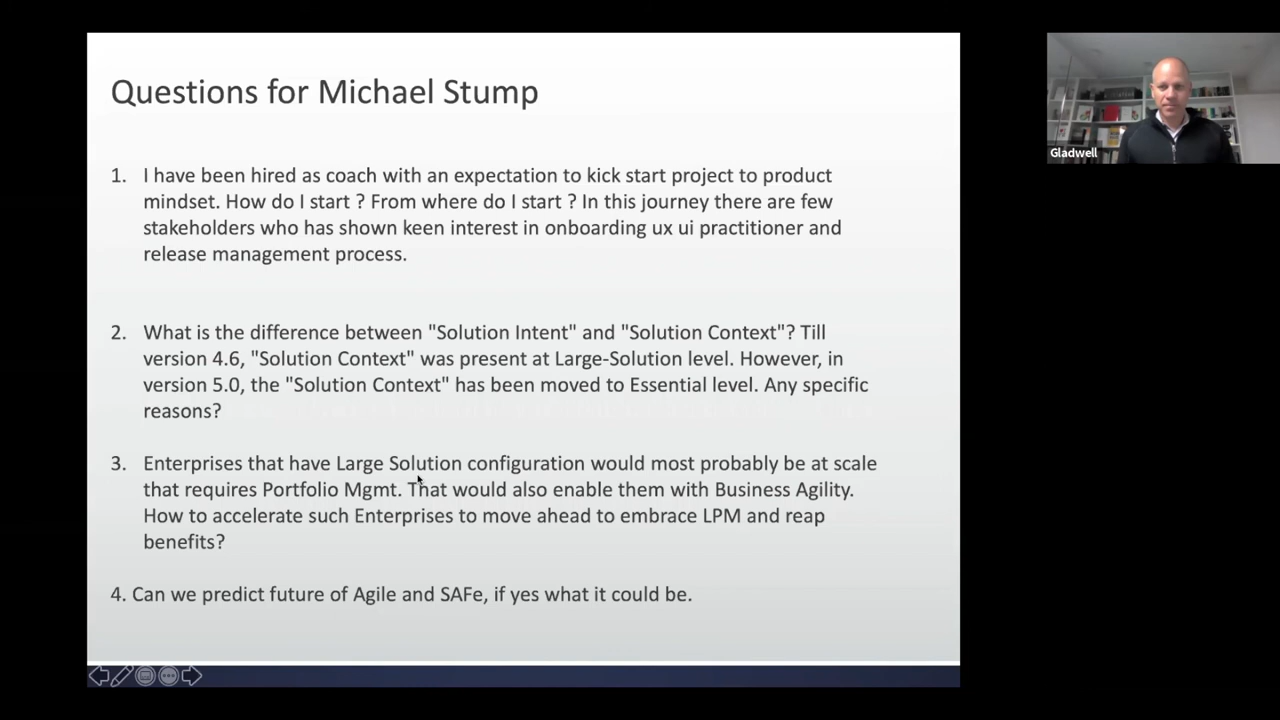 Questions for Michael Stump
1. I have been hired as coach with an expectation to kick start project to product
mindset. How do I start ? From where do I start ? In this journey there are few
stakeholders who has shown keen interest in onboarding ux ui practitioner and
release management process.
2. What is the difference between "Solution Intent" and "Solution Context"? Till
version 4.6, "Solution Context" was present at Large-Solution level. However, in
version 5.0, the "Solution Context" has been moved to Essential level. Any specific
reasons?
3. Enterprises that have Large Solution configuration would most probably be at scale
that requires Portfolio Mgmt. That would also enable them with Business Agility.
How to accelerate such Enterprises to move ahead to embrace LPM and reap
benefits?
4. Can we predict future of Agile and SAFe, if yes what it could be.
Gladwell